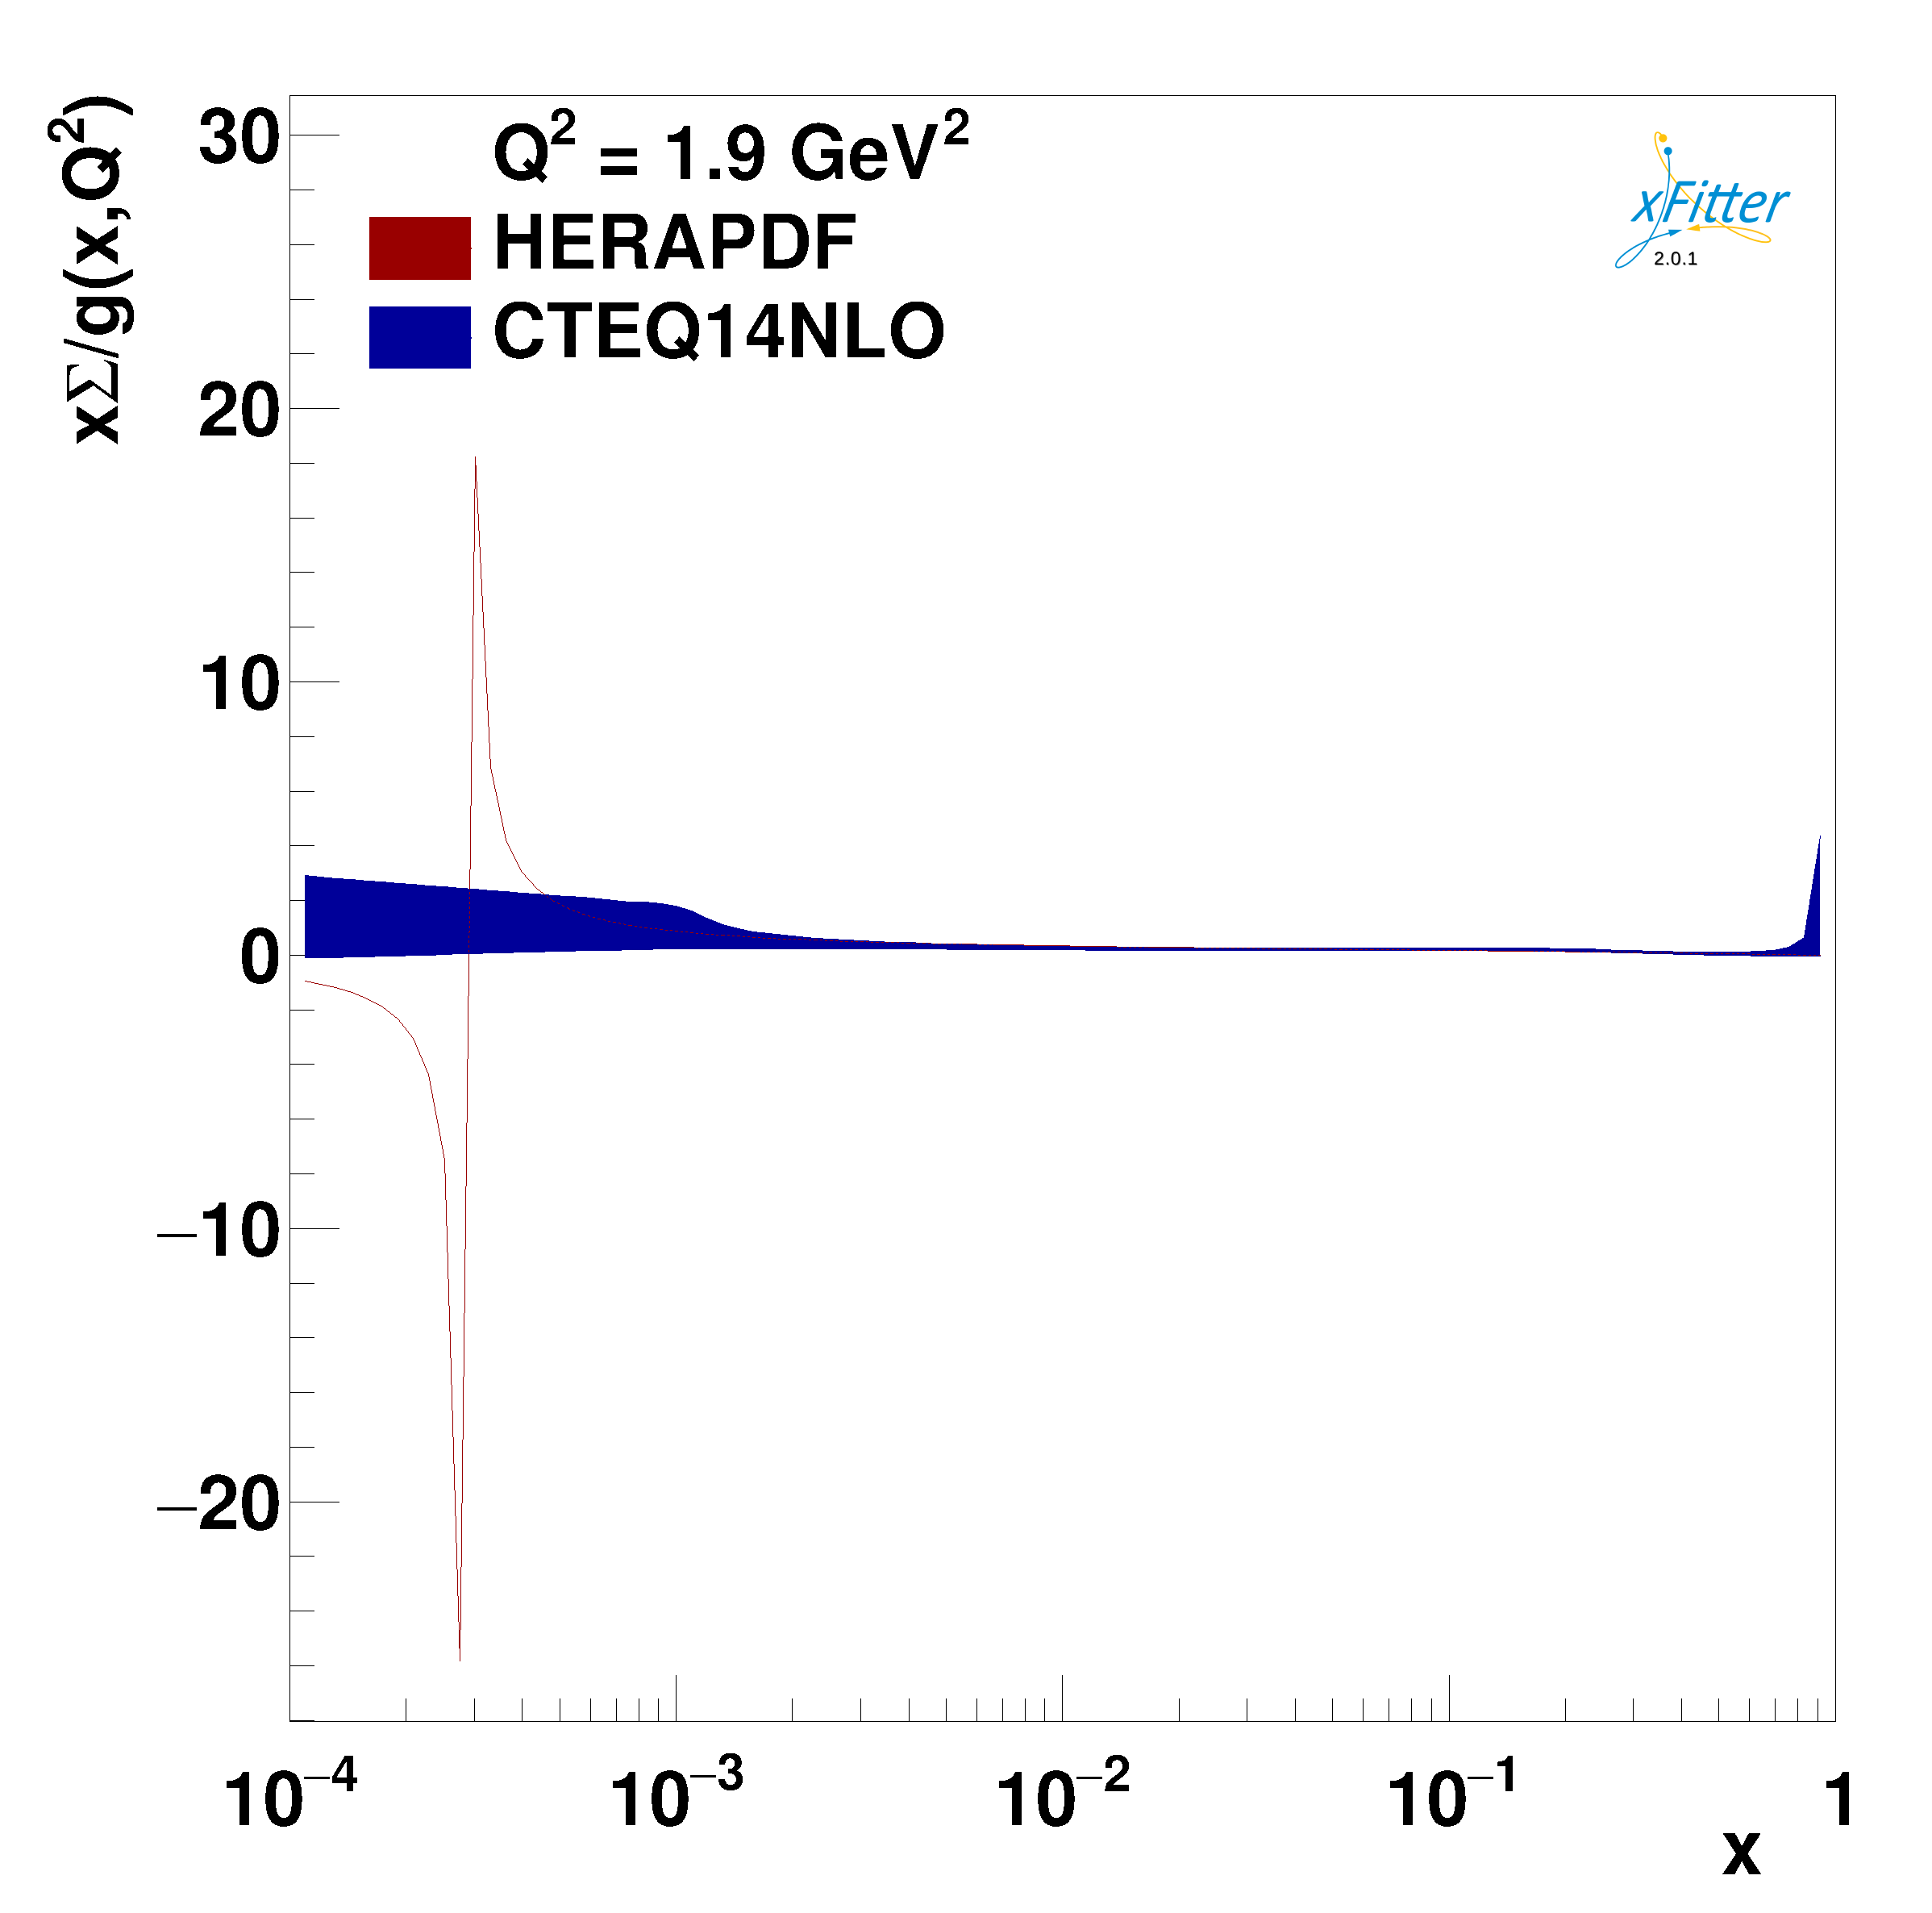 xΣ/g(x,Q²)
Q² = 1.9 GeV²
HERAPDF
CTEQ14NLO
xFitter
2.0.1
30
20
10
0
−10
−20
10⁻⁴ 10⁻³ 10⁻² 10⁻¹ 1
x